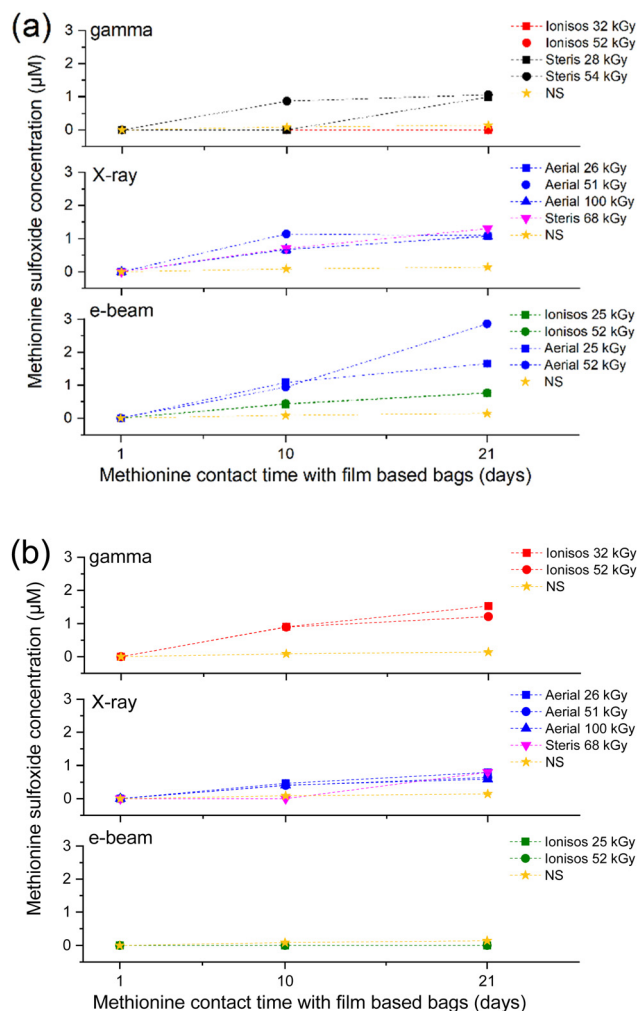 (a)
gamma
Ionisos 32 kGy
Ionisos 52 kGy
Steris 28 kGy
Steris 54 kGy
NS
3
2
1
0
X-ray
Aerial 26 kGy
Aerial 51 kGy
Aerial 100 kGy
Steris 68 kGy
NS
3
2
1
0
e-beam
Ionisos 25 kGy
Ionisos 52 kGy
Aerial 25 kGy
Aerial 52 kGy
NS
3
2
1
0
Methionine sulfoxide concentration (µM)
1 10 21
Methionine contact time with film based bags (days)
(b)
gamma
Ionisos 32 kGy
Ionisos 52 kGy
NS
3
2
1
0
X-ray
Aerial 26 kGy
Aerial 51 kGy
Aerial 100 kGy
Steris 68 kGy
NS
3
2
1
0
e-beam
Ionisos 25 kGy
Ionisos 52 kGy
NS
3
2
1
0
Methionine sulfoxide concentration (µM)
1 10 21
Methionine contact time with film based bags (days)